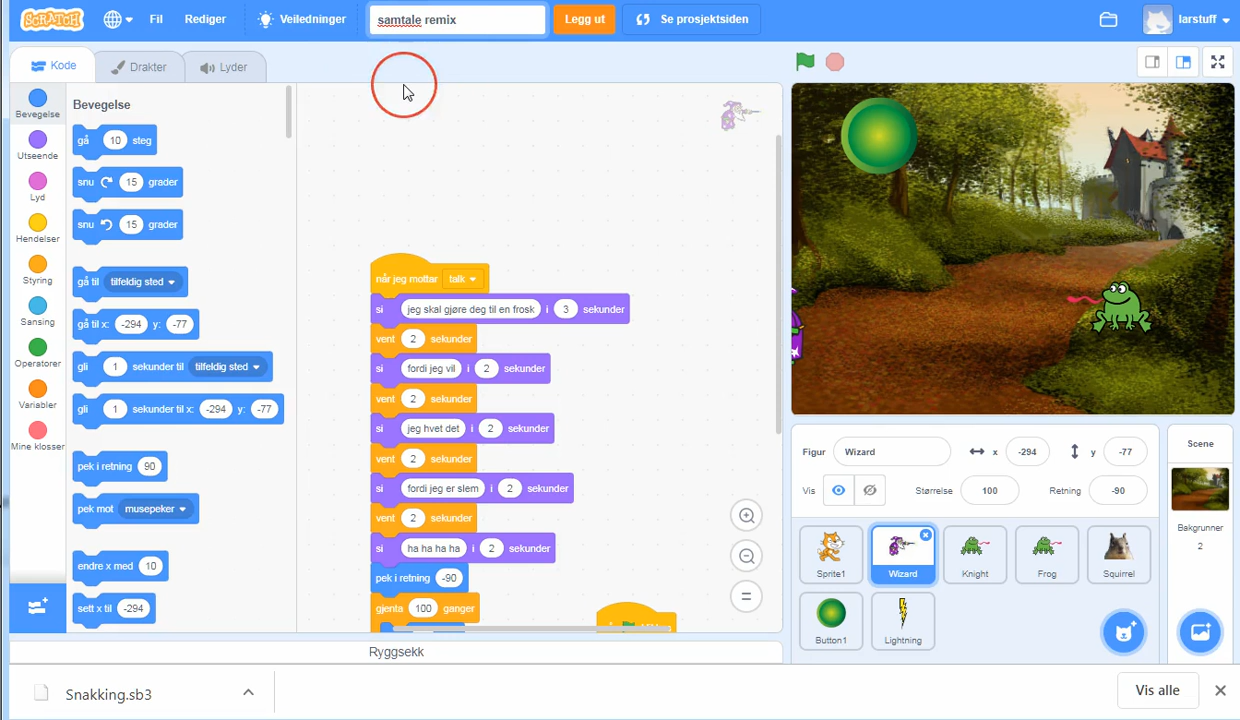 SCRATCH Fil Rediger Veiledninger samtale remix Legg ut Se prosjektsiden larstuff
Kode Drakter Lyder
Bevegelse
Utseende
Lyd
Hendelser
Styring
Sansing
Operatorer
Variabler
Mine klosser
Bevegelse
gå 10 steg
snu 15 grader
snu 15 grader
gå til tilfeldig sted
gå til x: -294 y: -77
gli 1 sekunder til tilfeldig sted
gli 1 sekunder til x: -294 y: -77
pek i retning 90
pek mot musepeker
endre x med 10
sett x til -294
når jeg mottar talk
si jeg skal gjøre deg til en frosk i 3 sekunder
vent 2 sekunder
si fordi jeg vil i 2 sekunder
vent 2 sekunder
si jeg hvet det i 2 sekunder
vent 2 sekunder
si fordi jeg er slem i 2 sekunder
vent 2 sekunder
si ha ha ha ha i 2 sekunder
pek i retning -90
gjenta 100 ganger
Ryggsekk
Figur Wizard x -294 y -77
Vis Størrelse 100 Retning -90
Sprite1 Wizard Knight Frog Squirrel
Button1 Lightning
Scene
Bakgrunner
2
Snakking.sb3 Vis alle